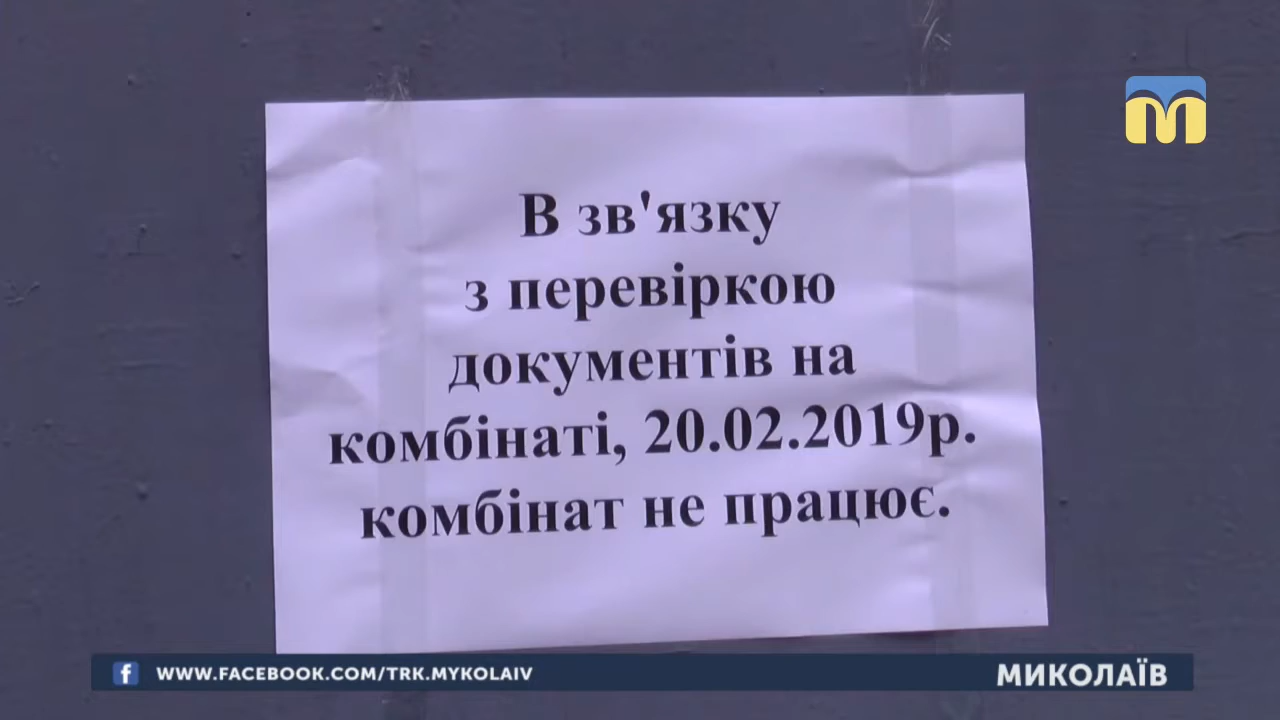 В зв'язку
з перевіркою
документів на
комбінаті, 20.02.2019р.
комбінат не працює.
WWW.FACEBOOK.COM/TRK.MYKOLAIV
МИКОЛАЇВ